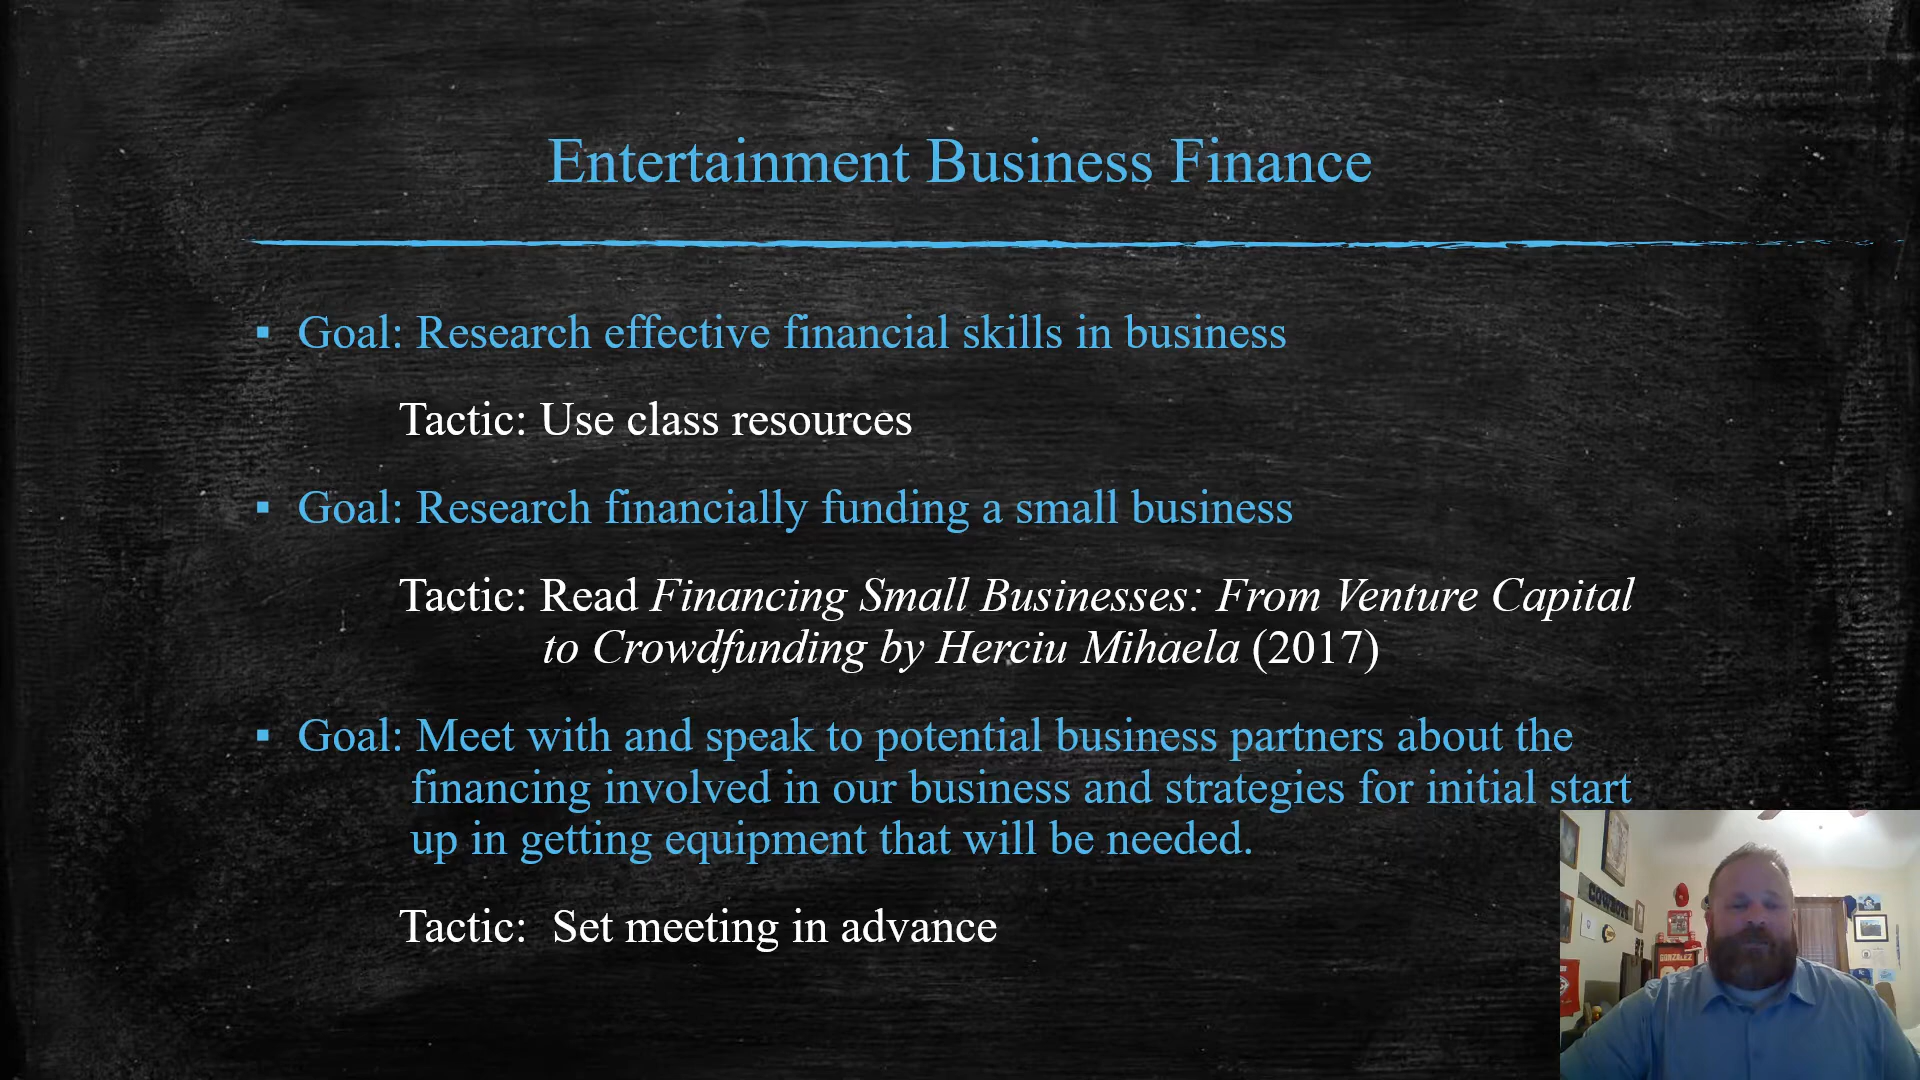 Entertainment Business Finance
▪ Goal: Research effective financial skills in business
Tactic: Use class resources
▪ Goal: Research financially funding a small business
Tactic: Read Financing Small Businesses: From Venture Capital
to Crowdfunding by Herciu Mihaela (2017)
▪ Goal: Meet with and speak to potential business partners about the
financing involved in our business and strategies for initial start
up in getting equipment that will be needed.
Tactic:  Set meeting in advance
COWBOYS
GONZALEZ